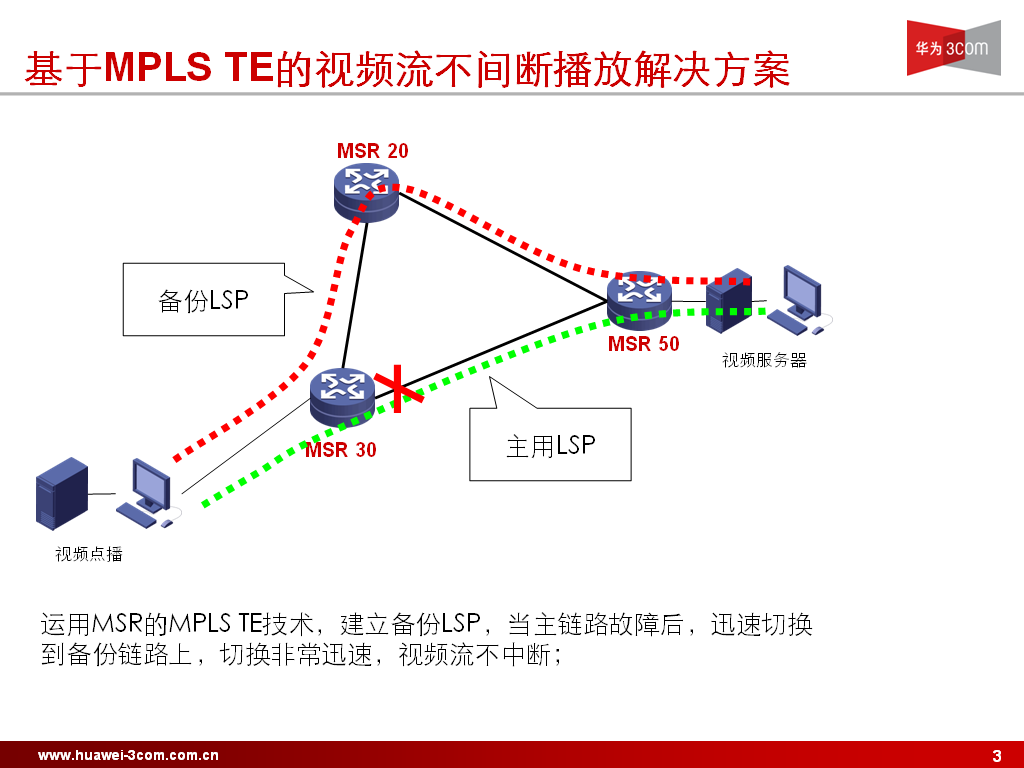 基于MPLS TE的视频流不间断播放解决方案
华为3COM
MSR 20
备份LSP
MSR 50
视频服务器
主用LSP
MSR 30
视频点播
运用MSR的MPLS TE技术，建立备份LSP，当主链路故障后，迅速切换
到备份链路上，切换非常迅速，视频流不中断；
www.huawei-3com.com.cn
3